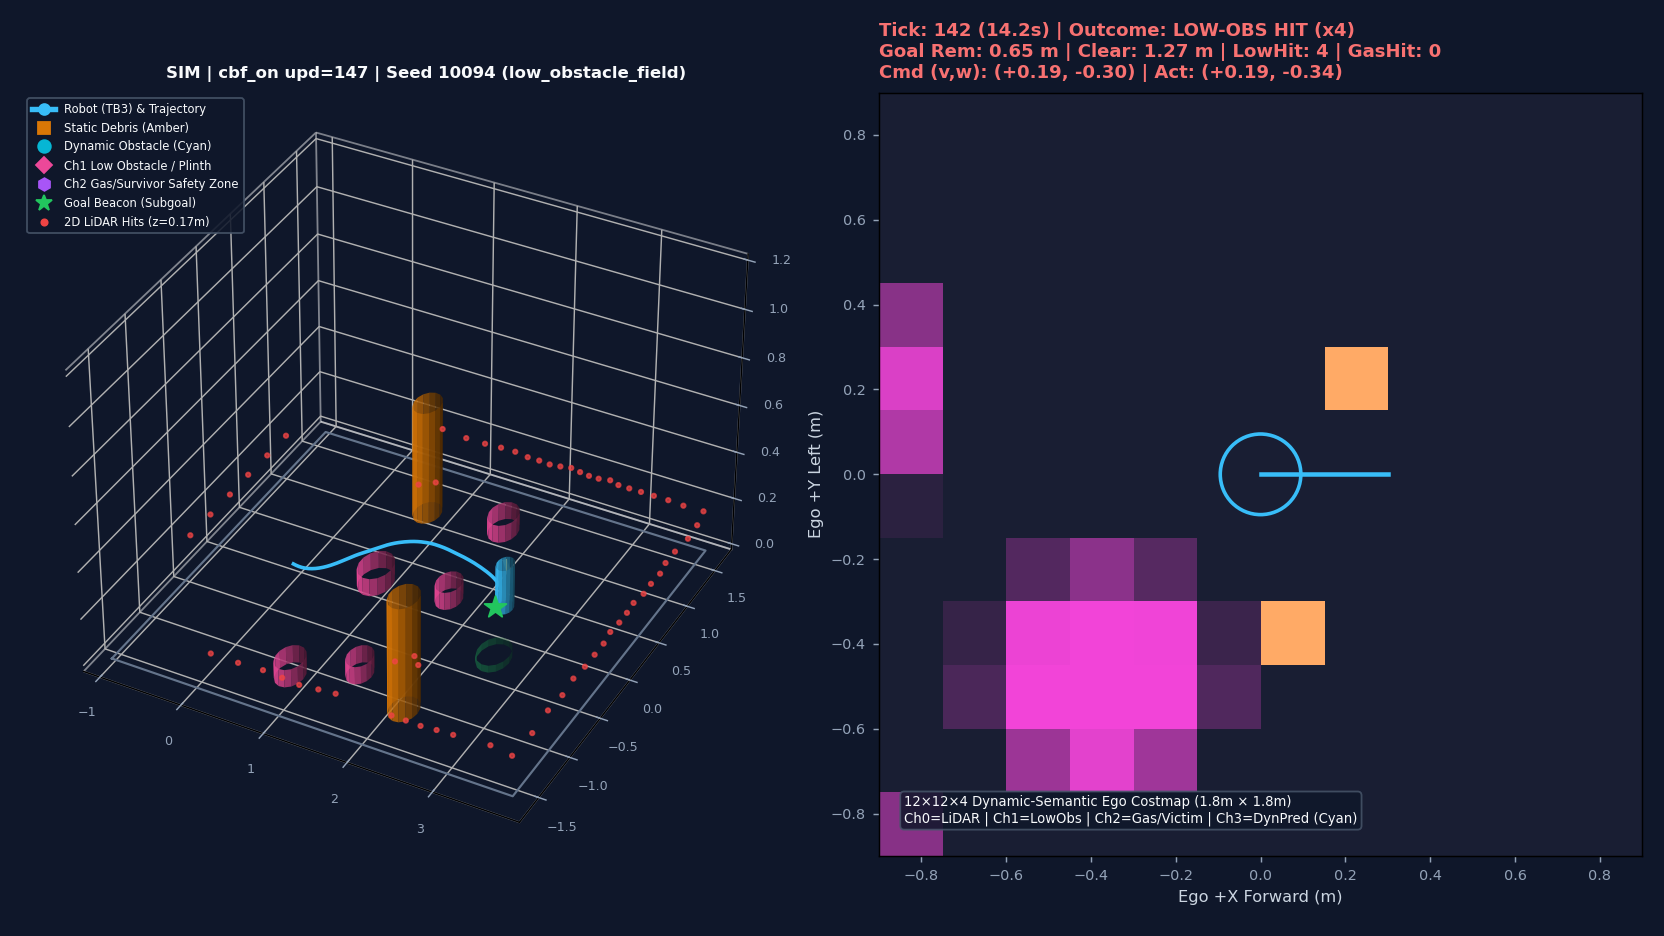 SIM | cbf_on upd=147 | Seed 10094 (low_obstacle_field)
Robot (TB3) & Trajectory
Static Debris (Amber)
Dynamic Obstacle (Cyan)
Ch1 Low Obstacle / Plinth
Ch2 Gas/Survivor Safety Zone
Goal Beacon (Subgoal)
2D LiDAR Hits (z=0.17m)
1.2
1.0
0.8
0.6
0.4
0.2
0.0
1.5
1.0
0.5
0.0
−0.5
−1.0
−1.5
−1
0
1
2
3
Tick: 142 (14.2s) | Outcome: LOW-OBS HIT (x4)
Goal Rem: 0.65 m | Clear: 1.27 m | LowHit: 4 | GasHit: 0
Cmd (v,w): (+0.19, -0.30) | Act: (+0.19, -0.34)
Ego +Y Left (m)
0.8
0.6
0.4
0.2
0.0
−0.2
−0.4
−0.6
−0.8
12×12×4 Dynamic-Semantic Ego Costmap (1.8m × 1.8m)
Ch0=LiDAR | Ch1=LowObs | Ch2=Gas/Victim | Ch3=DynPred (Cyan)
−0.8 −0.6 −0.4 −0.2 0.0 0.2 0.4 0.6 0.8
Ego +X Forward (m)